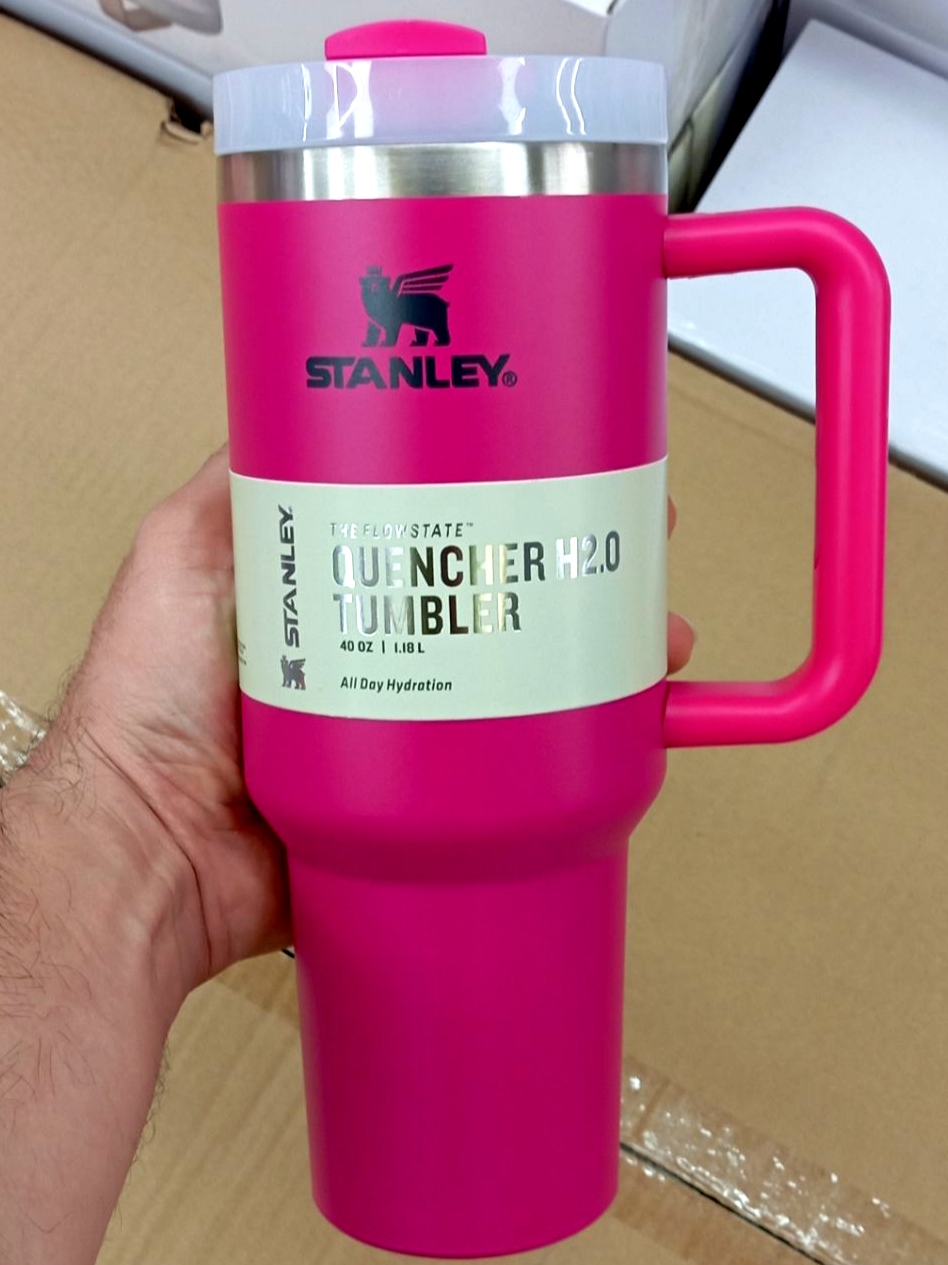 STANLEY®
STANLEY
THE FLOWSTATE™
QUENCHER H2.0
TUMBLER
40 OZ | 1.18 L
All Day Hydration